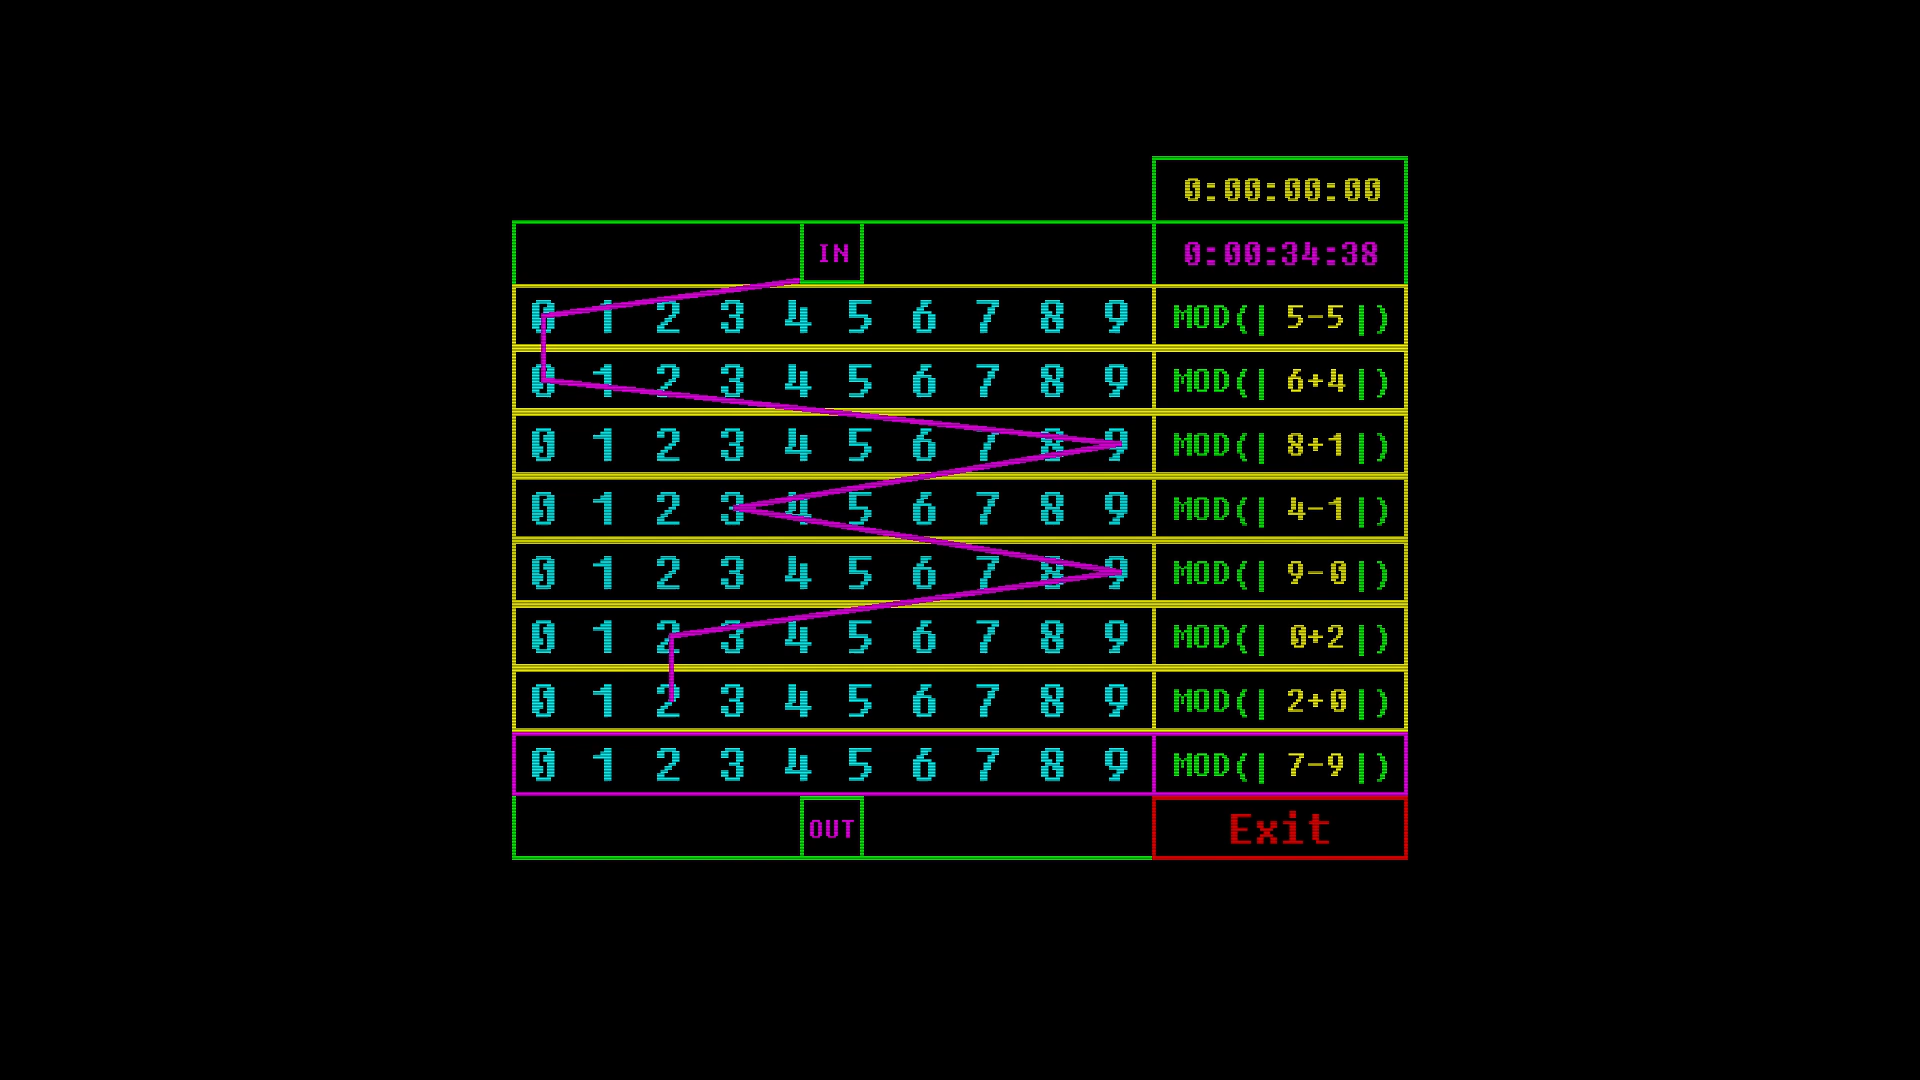 0:00:00:00
IN 0:00:34:38
0 1 2 3 4 5 6 7 8 9 MOD(| 5-5 |)
0 1 2 3 4 5 6 7 8 9 MOD(| 6+4 |)
0 1 2 3 4 5 6 7 8 9 MOD(| 8+1 |)
0 1 2 3 4 5 6 7 8 9 MOD(| 4-1 |)
0 1 2 3 4 5 6 7 8 9 MOD(| 9-0 |)
0 1 2 3 4 5 6 7 8 9 MOD(| 0+2 |)
0 1 2 3 4 5 6 7 8 9 MOD(| 2+0 |)
0 1 2 3 4 5 6 7 8 9 MOD(| 7-9 |)
OUT Exit